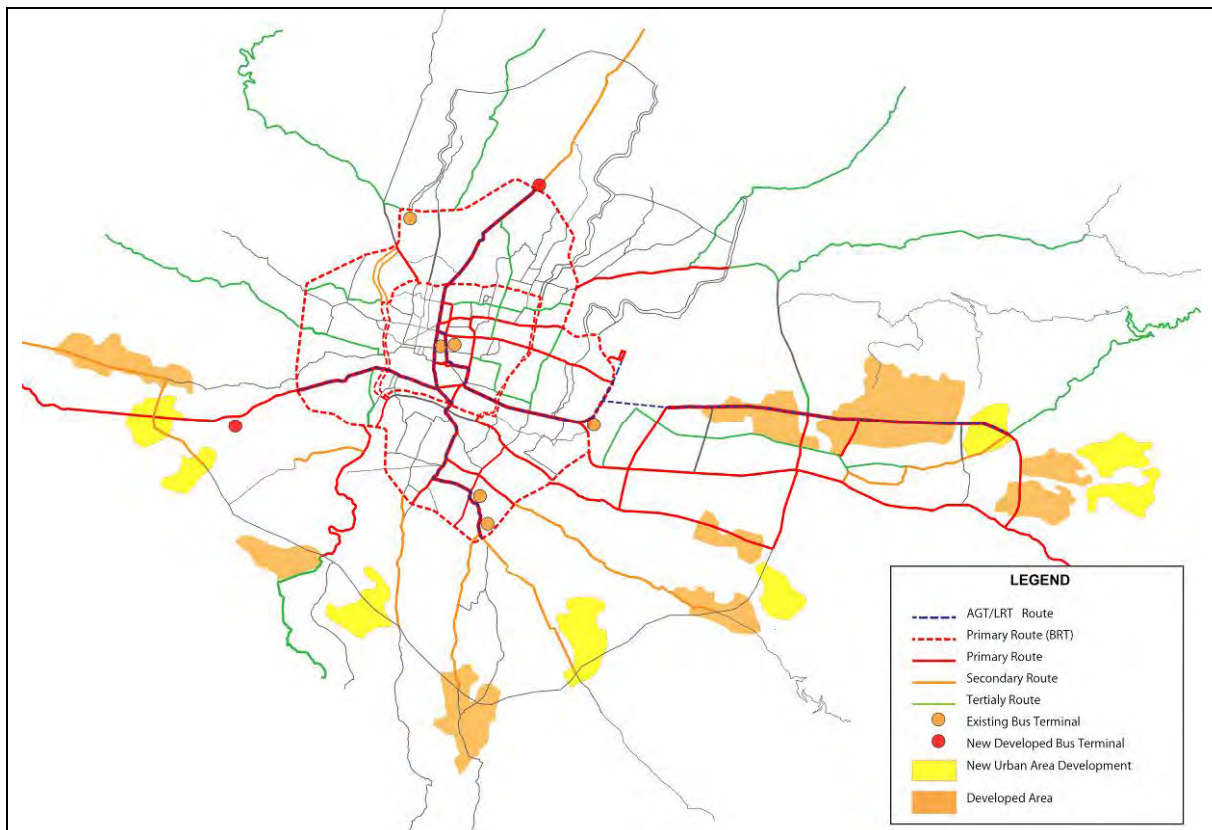 LEGEND
AGT/LRT Route
Primary Route (BRT)
Primary Route
Secondary Route
Tertialy Route
Existing Bus Terminal
New Developed Bus Terminal
New Urban Area Development
Developed Area